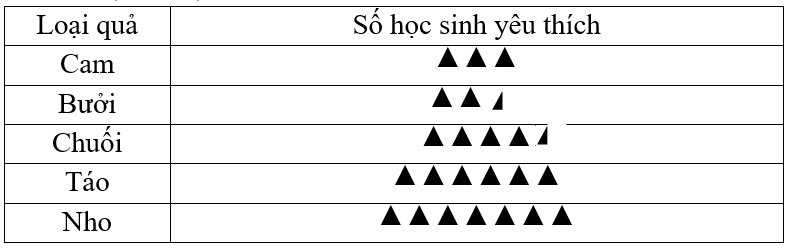 Loại quả Số học sinh yêu thích
Cam ▲ ▲ ▲
Bưởi ▲ ▲ ◢
Chuối ▲ ▲ ▲ ▲ ◢
Táo ▲ ▲ ▲ ▲ ▲ ▲
Nho ▲ ▲ ▲ ▲ ▲ ▲ ▲